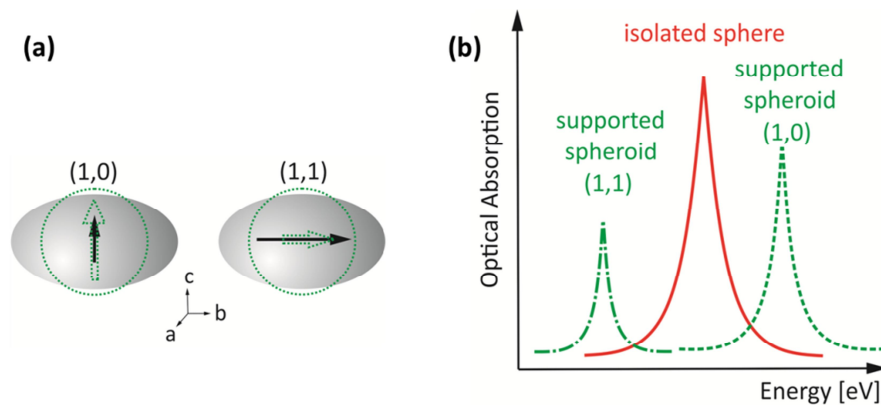 (a)
(1,0)
(1,1)
c
b
a
(b)
isolated sphere
supported
spheroid
(1,0)
supported
spheroid
(1,1)
Optical Absorption
Energy [eV]